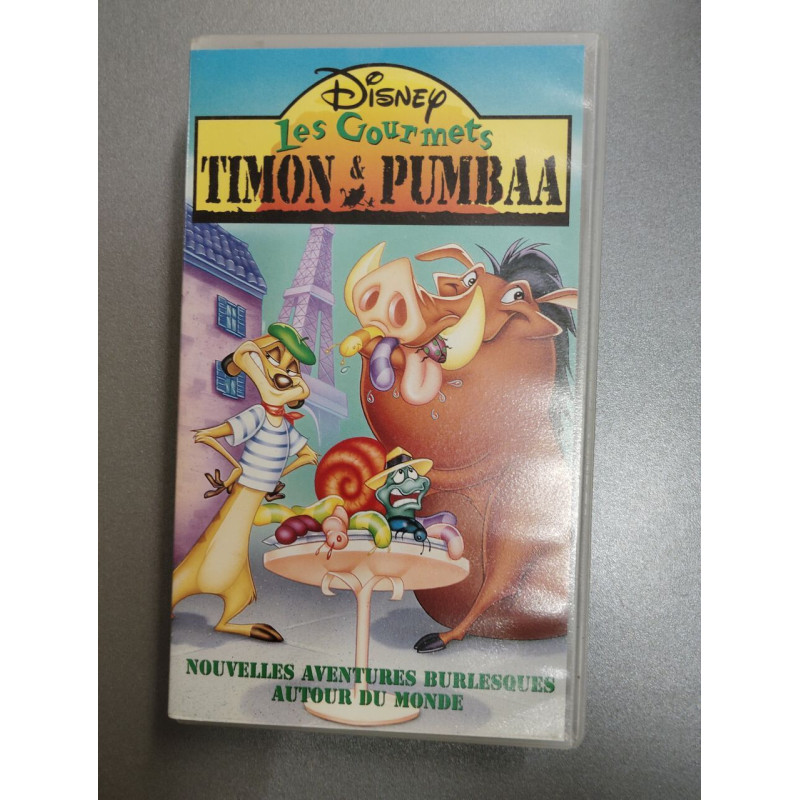 Disney
Les Gourmets
TIMON & PUMBAA
NOUVELLES AVENTURES BURLESQUES
AUTOUR DU MONDE